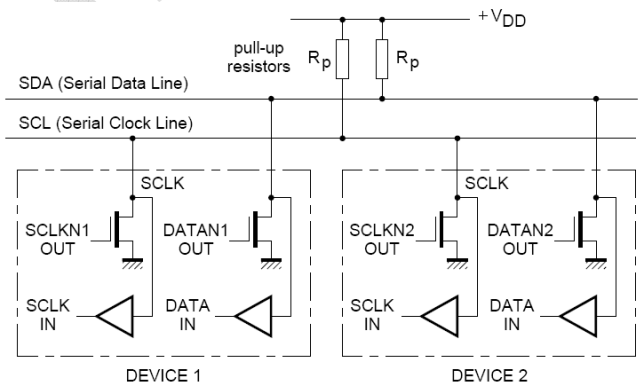 +VDD
pull-up
resistors
Rp
Rp
SDA (Serial Data Line)
SCL (Serial Clock Line)
SCLK
SCLKN1
OUT
DATAN1
OUT
SCLK
IN
DATA
IN
SCLK
SCLKN2
OUT
DATAN2
OUT
SCLK
IN
DATA
IN
DEVICE 1
DEVICE 2